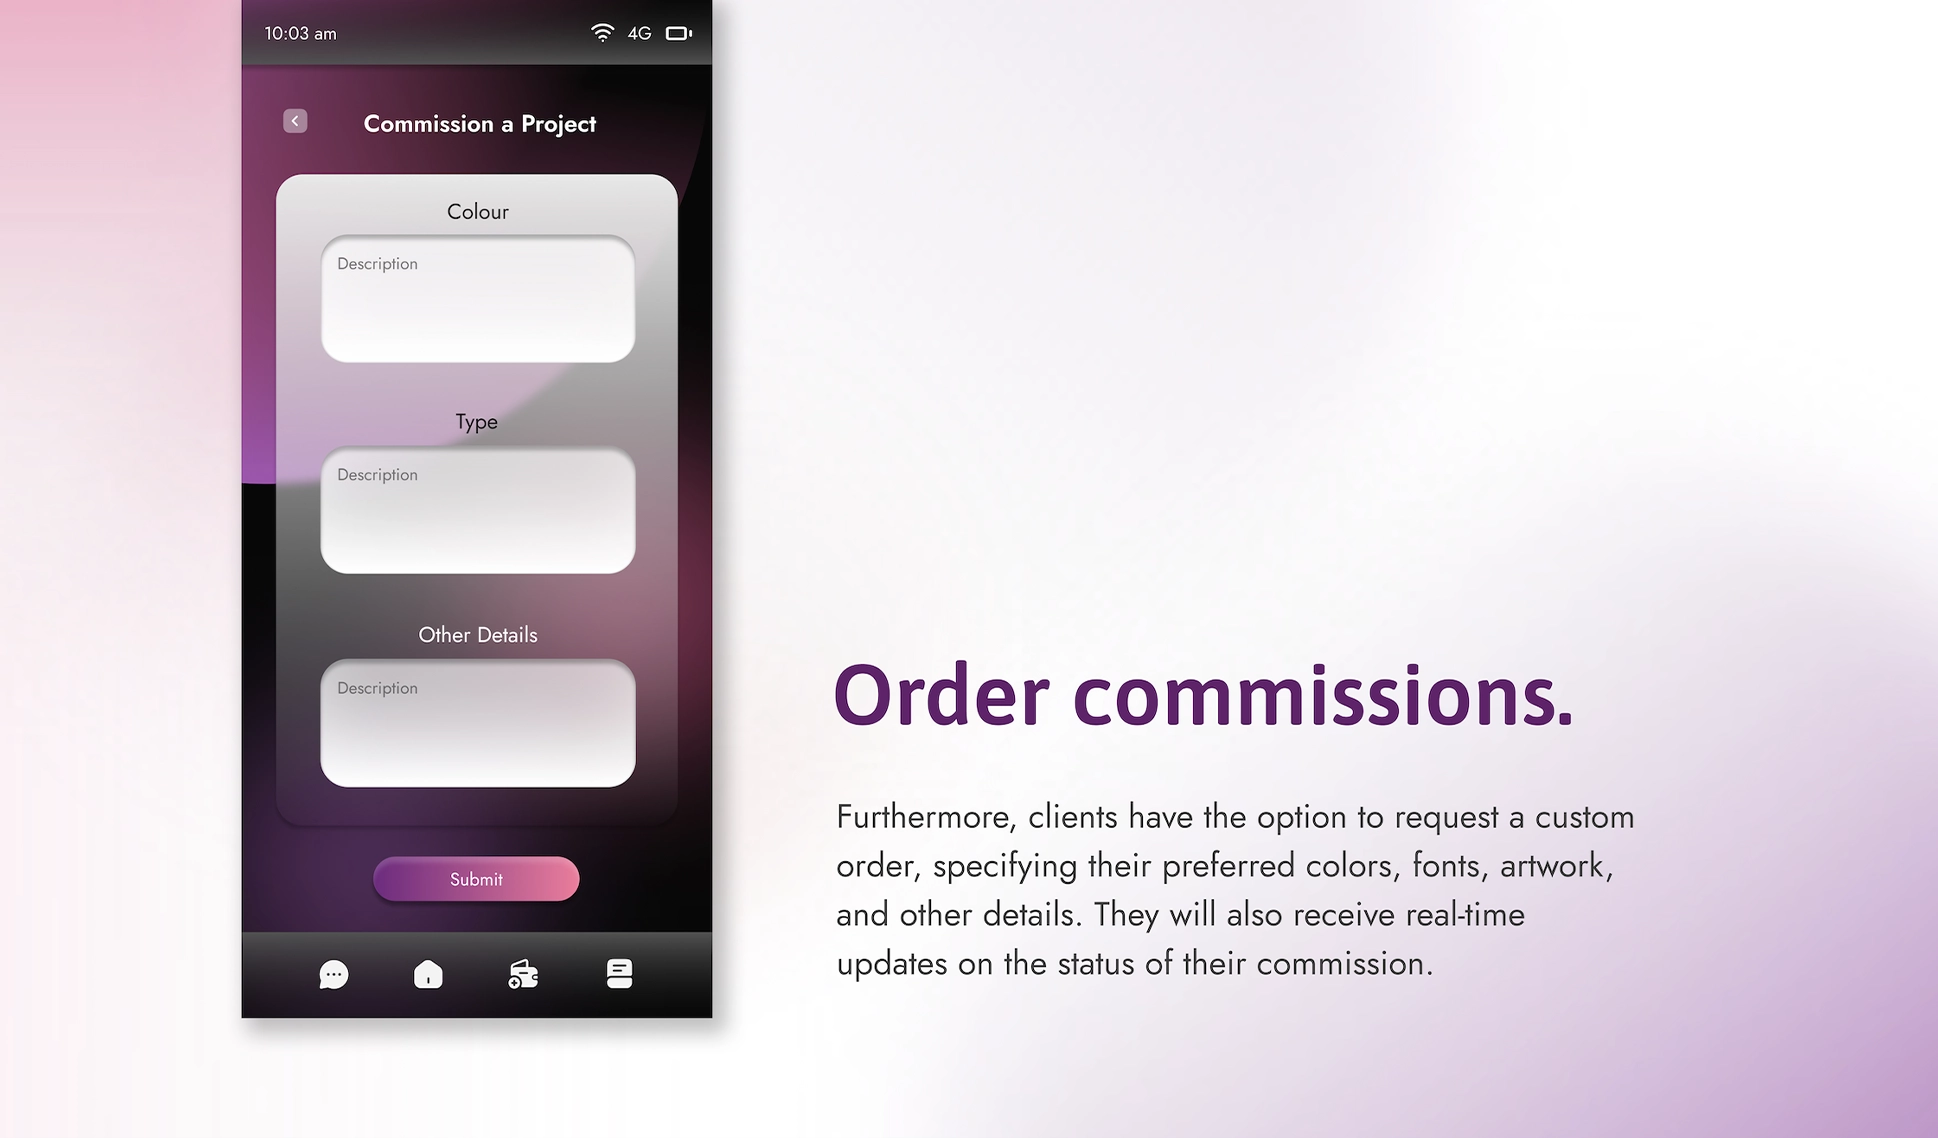 10:03 am
4G
Commission a Project
Colour
Description
Type
Description
Other Details
Description
Submit
Order commissions.
Furthermore, clients have the option to request a custom
order, specifying their preferred colors, fonts, artwork,
and other details. They will also receive real-time
updates on the status of their commission.